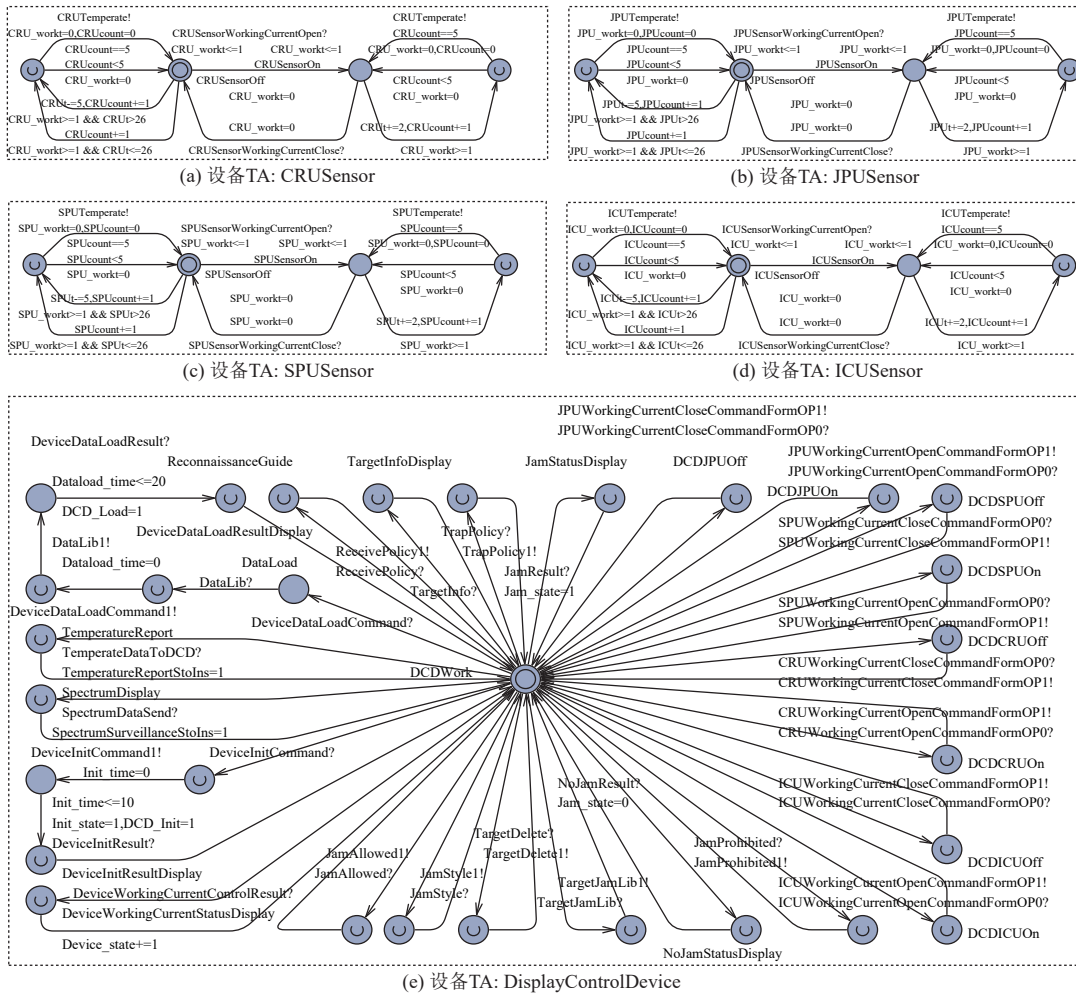 CRUTemperate!
CRU_workt=0,CRUcount=0
CRUcount==5
CRUcount<5
CRU_workt=0
CRUt-=5,CRUcount+=1
CRU_workt>=1 && CRUt>26
CRUcount+=1
CRU_workt>=1 && CRUt<=26
CRUSensorWorkingCurrentOpen?
CRU_workt<=1
CRU_workt<=1
CRUSensorOn
CRUSensorOff
CRU_workt=0
CRU_workt=0
CRUSensorWorkingCurrentClose?
CRUTemperate!
CRUcount==5
CRU_workt=0,CRUcount=0
CRUcount<5
CRU_workt=0
CRUt+=2,CRUcount+=1
CRU_workt>=1
(a) 设备TA: CRUSensor
JPUTemperate!
JPU_workt=0,JPUcount=0
JPUcount==5
JPUcount<5
JPU_workt=0
JPUt-=5,JPUcount+=1
JPU_workt>=1 && JPUt>26
JPUcount+=1
JPU_workt>=1 && JPUt<=26
JPUSensorWorkingCurrentOpen?
JPU_workt<=1
JPU_workt<=1
JPUSensorOn
JPUSensorOff
JPU_workt=0
JPU_workt=0
JPUSensorWorkingCurrentClose?
JPUTemperate!
JPUcount==5
JPU_workt=0,JPUcount=0
JPUcount<5
JPU_workt=0
JPUt+=2,JPUcount+=1
JPU_workt>=1
(b) 设备TA: JPUSensor
SPUTemperate!
SPU_workt=0,SPUcount=0
SPUcount==5
SPUcount<5
SPU_workt=0
SPUt-=5,SPUcount+=1
SPU_workt>=1 && SPUt>26
SPUcount+=1
SPU_workt>=1 && SPUt<=26
SPUSensorWorkingCurrentOpen?
SPU_workt<=1
SPU_workt<=1
SPUSensorOn
SPUSensorOff
SPU_workt=0
SPU_workt=0
SPUSensorWorkingCurrentClose?
SPUTemperate!
SPUcount==5
SPU_workt=0,SPUcount=0
SPUcount<5
SPU_workt=0
SPUt+=2,SPUcount+=1
SPU_workt>=1
(c) 设备TA: SPUSensor
ICUTemperate!
ICU_workt=0,ICUcount=0
ICUcount==5
ICUcount<5
ICU_workt=0
ICUt-=5,ICUcount+=1
ICU_workt>=1 && ICUt>26
ICUcount+=1
ICU_workt>=1 && ICUt<=26
ICUSensorWorkingCurrentOpen?
ICU_workt<=1
ICU_workt<=1
ICUSensorOn
ICUSensorOff
ICU_workt=0
ICU_workt=0
ICUSensorWorkingCurrentClose?
ICUTemperate!
ICUcount==5
ICU_workt=0,ICUcount=0
ICUcount<5
ICU_workt=0
ICUt+=2,ICUcount+=1
ICU_workt>=1
(d) 设备TA: ICUSensor
JPUWorkingCurrentCloseCommandFormOP1!
JPUWorkingCurrentCloseCommandFormOP0?
DeviceDataLoadResult?
JPUWorkingCurrentOpenCommandFormOP1!
JPUWorkingCurrentOpenCommandFormOP0?
ReconnaissanceGuide
TargetInfoDisplay
JamStatusDisplay
DCDJPUOff
DCDJPUOn
DCDSPUOff
Dataload_time<=20
DCD_Load=1
DeviceDataLoadResultDisplay
SPUWorkingCurrentCloseCommandFormOP0?
SPUWorkingCurrentCloseCommandFormOP1!
TrapPolicy?
TrapPolicy1!
ReceivePolicy1!
ReceivePolicy?
TargetInfo?
JamResult?
Jam_state=1
DataLib1!
Dataload_time=0
DataLoad
DataLib?
DCDSPUOn
SPUWorkingCurrentOpenCommandFormOP0?
SPUWorkingCurrentOpenCommandFormOP1!
DeviceDataLoadCommand1!
DeviceDataLoadCommand?
TemperatureReport
TemperateDataToDCD?
TemperatureReportStoIns=1
DCDWork
DCDCRUOff
CRUWorkingCurrentCloseCommandFormOP0?
CRUWorkingCurrentCloseCommandFormOP1!
SpectrumDisplay
SpectrumDataSend?
SpectrumSurveillanceStoIns=1
CRUWorkingCurrentOpenCommandFormOP1!
CRUWorkingCurrentOpenCommandFormOP0?
DCDCRUOn
DeviceInitCommand1!
DeviceInitCommand?
Init_time=0
Init_time<=10
Init_state=1,DCD_Init=1
DeviceInitResult?
DeviceInitResultDisplay
NoJamResult?
Jam_state=0
ICUWorkingCurrentCloseCommandFormOP1!
ICUWorkingCurrentCloseCommandFormOP0?
DCDICUOff
JamAllowed1!
JamAllowed?
JamStyle1!
JamStyle?
TargetDelete?
TargetDelete1!
TargetJamLib1!
TargetJamLib?
JamProhibited?
JamProhibited1!
ICUWorkingCurrentOpenCommandFormOP1!
ICUWorkingCurrentOpenCommandFormOP0?
DCDICUOn
DeviceWorkingCurrentControlResult?
DeviceWorkingCurrentStatusDisplay
Device_state+=1
NoJamStatusDisplay
(e) 设备TA: DisplayControlDevice